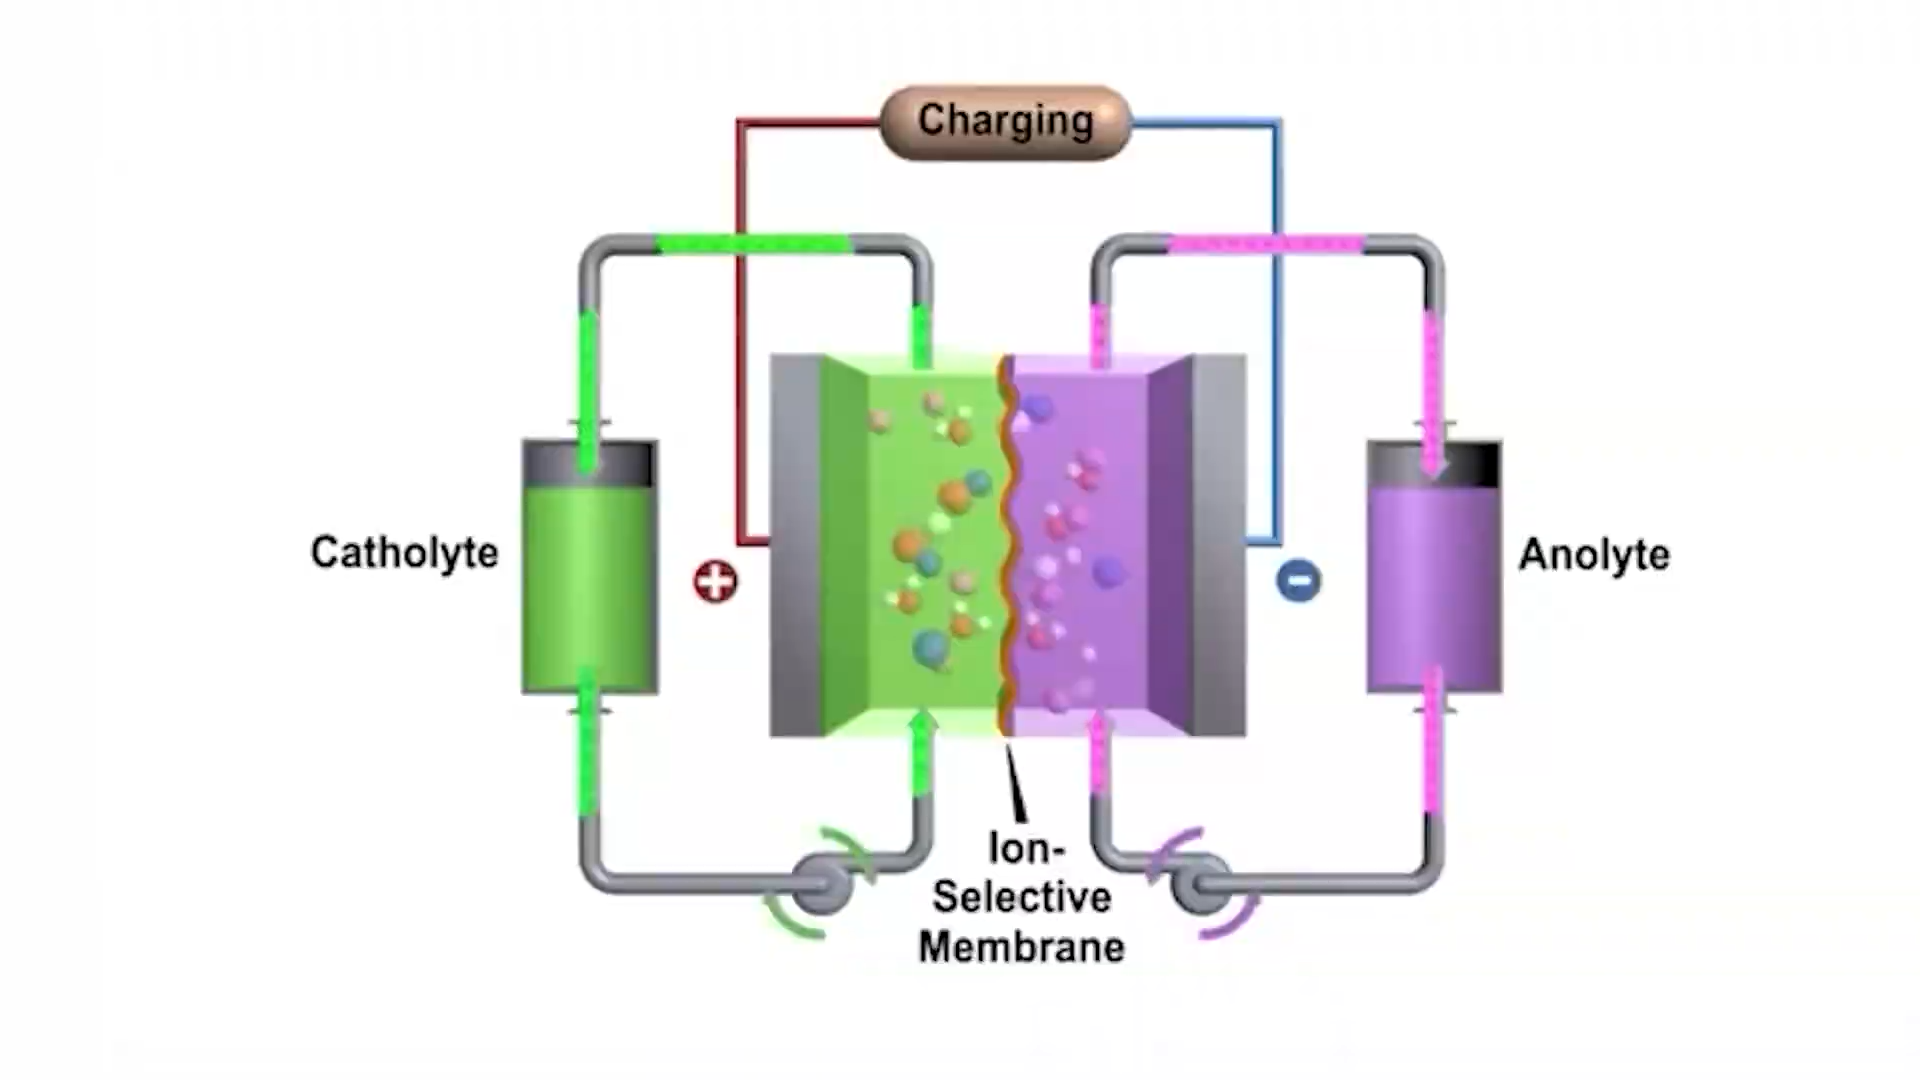 Charging
Catholyte
+
-
Anolyte
Ion-
Selective
Membrane